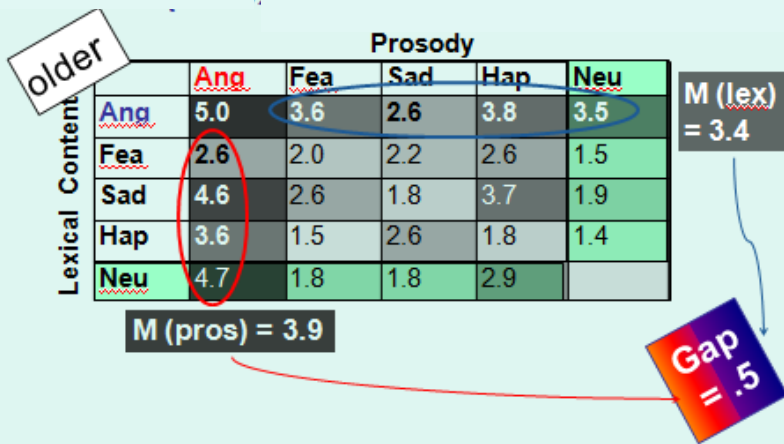 older
Prosody
Lexical Content
Ang Fea Sad Hap Neu
Ang 5.0 3.6 2.6 3.8 3.5
Fea 2.6 2.0 2.2 2.6 1.5
Sad 4.6 2.6 1.8 3.7 1.9
Hap 3.6 1.5 2.6 1.8 1.4
Neu 4.7 1.8 1.8 2.9
M (lex)
= 3.4
M (pros) = 3.9
Gap
= .5